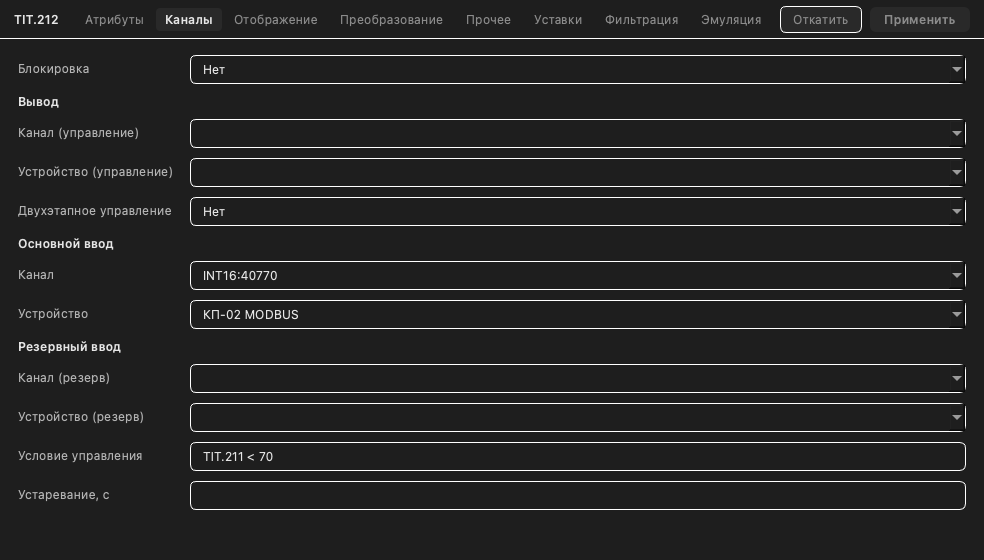 TIT.212 Атрибуты Каналы Отображение Преобразование Прочее Уставки Фильтрация Эмуляция Откатить Применить
Блокировка Нет
Вывод
Канал (управление)
Устройство (управление)
Двухэтапное управление Нет
Основной ввод
Канал INT16:40770
Устройство КП-02 MODBUS
Резервный ввод
Канал (резерв)
Устройство (резерв)
Условие управления TIT.211 < 70
Устаревание, с